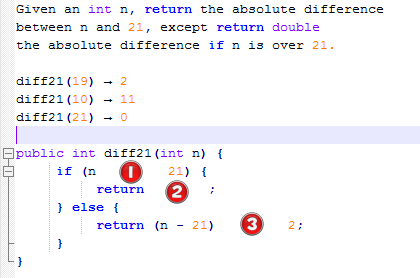 Given an int n, return the absolute difference
between n and 21, except return double
the absolute difference if n is over 21.
diff21(19) → 2
diff21(10) → 11
diff21(21) → 0
public int diff21(int n) {
if (n 1 21) {
return 2 ;
} else {
return (n - 21) 3 2;
}
}